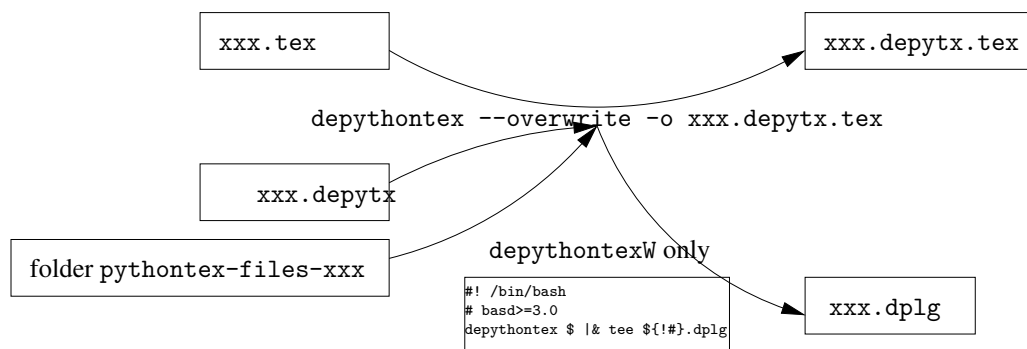 xxx.tex
xxx.depytx.tex
depythontex --overwrite -o xxx.depytx.tex
xxx.depytx
folder pythontex-files-xxx
depythontexW only
#! /bin/bash
# basd>=3.0
depythontex $ |& tee ${!#}.dplg
xxx.dplg